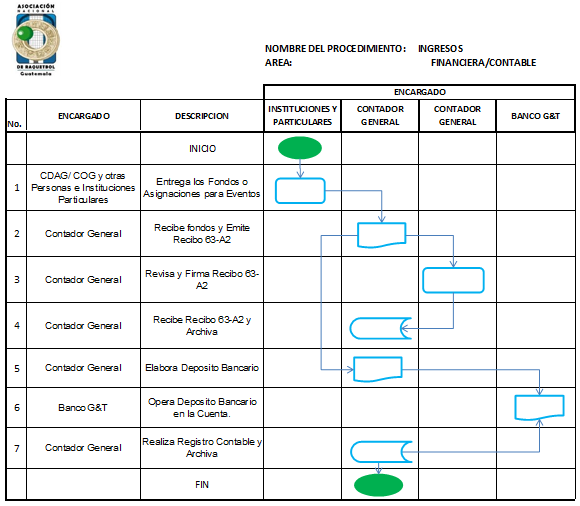 ASOCIACIÓN
NACIONAL
DE RAQUETBOL
Guatemala
NOMBRE DEL PROCEDIMIENTO: INGRESOS
AREA: FINANCIERA/CONTABLE
ENCARGADO
No. ENCARGADO DESCRIPCION INSTITUCIONES Y PARTICULARES CONTADOR GENERAL CONTADOR GENERAL BANCO G&T
INICIO
1 CDAG/ COG y otras Personas e Instituciones Particulares Entrega los Fondos o Asignaciones para Eventos
2 Contador General Recibe fondos y Emite Recibo 63-A2
3 Contador General Revisa y Firma Recibo 63-A2
4 Contador General Recibe Recibo 63-A2 y Archiva
5 Contador General Elabora Deposito Bancario
6 Banco G&T Opera Deposito Bancario en la Cuenta.
7 Contador General Realiza Registro Contable y Archiva
FIN